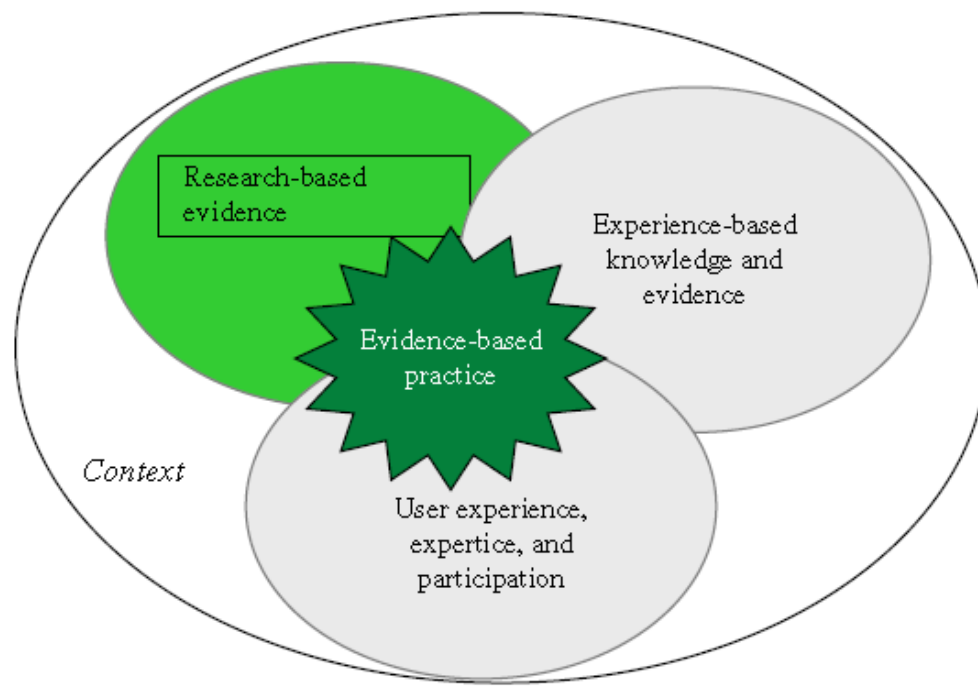 Research-based
evidence
Experience-based
knowledge and
evidence
Evidence-based
practice
Context
User experience,
expertice, and
participation